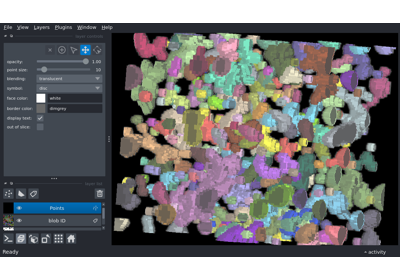 File View Layers Plugins Window Help
opacity: 1.00
point size: 10
blending: translucent
symbol: disc
face color: white
border color: dimgrey
display text: ✓
out of slice:
Points
blob ID
Ready
activity